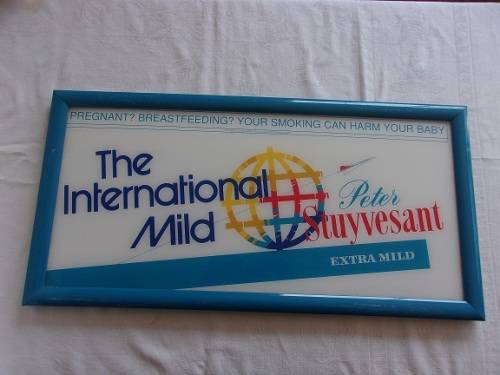 PREGNANT? BREASTFEEDING? YOUR SMOKING CAN HARM YOUR BABY
The
International
Mild
Peter
Stuyvesant
EXTRA MILD